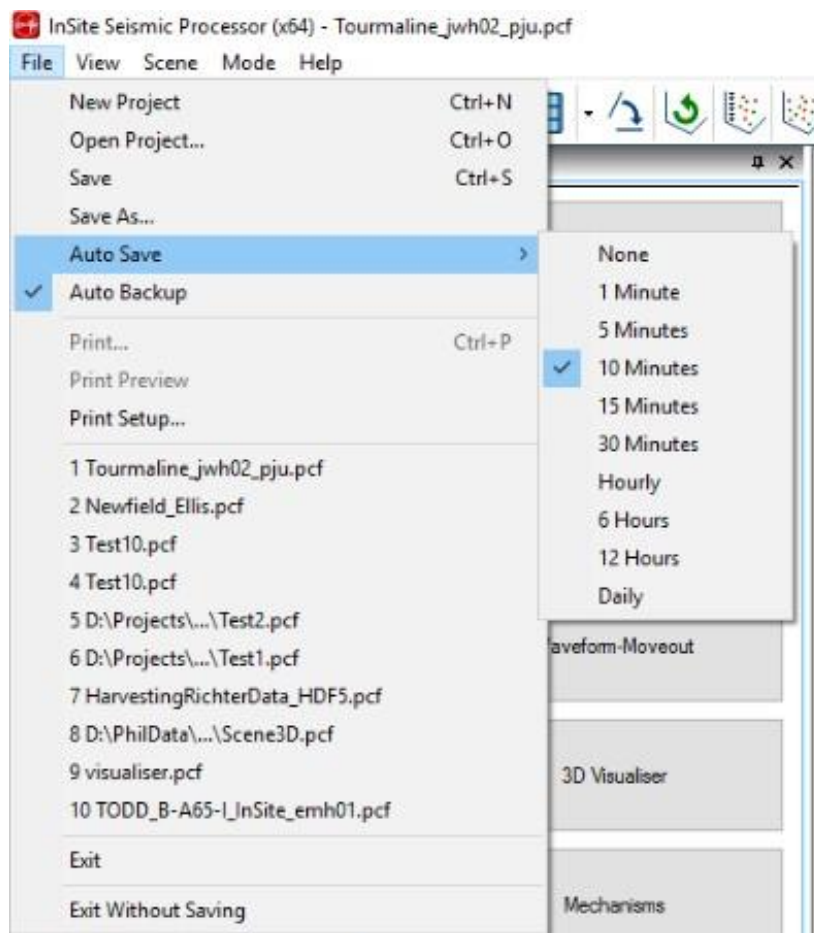 InSite Seismic Processor (x64) - Tourmaline_jwh02_pju.pcf
File View Scene Mode Help
New Project Ctrl+N
Open Project... Ctrl+O
Save Ctrl+S
Save As...
Auto Save
Auto Backup
Print... Ctrl+P
Print Preview
Print Setup...
1 Tourmaline_jwh02_pju.pcf
2 Newfield_Ellis.pcf
3 Test10.pcf
4 Test10.pcf
5 D:\Projects\...\Test2.pcf
6 D:\Projects\...\Test1.pcf
7 HarvestingRichterData_HDF5.pcf
8 D:\PhilData\...\Scene3D.pcf
9 visualiser.pcf
10 TODD_B-A65-I_InSite_emh01.pcf
Exit
Exit Without Saving
None
1 Minute
5 Minutes
10 Minutes
15 Minutes
30 Minutes
Hourly
6 Hours
12 Hours
Daily
aveform-Moveout
3D Visualiser
Mechanisms